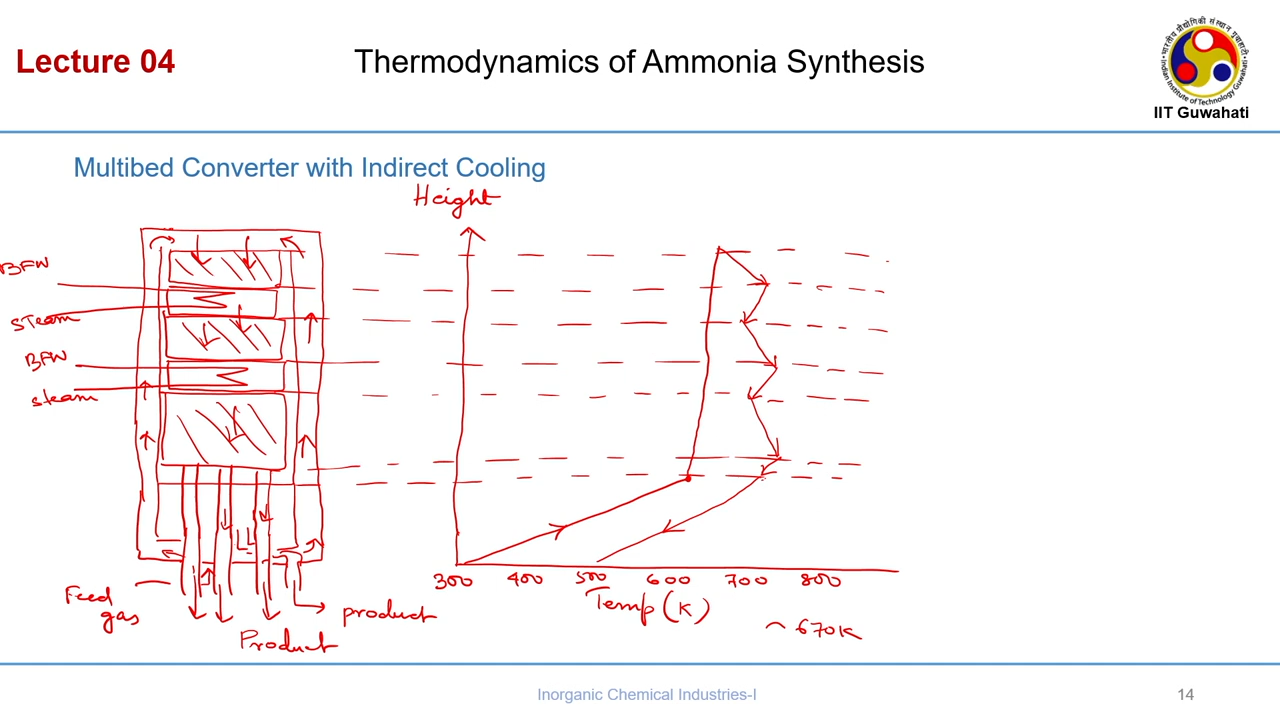 Lecture 04
Thermodynamics of Ammonia Synthesis
IIT Guwahati
Multibed Converter with Indirect Cooling
Height
BFW
Steam
BFW
Steam
300 400 500 600 700 800
Temp (K)
~ 670K
Feed
gas
product
Product
Inorganic Chemical Industries-I
14